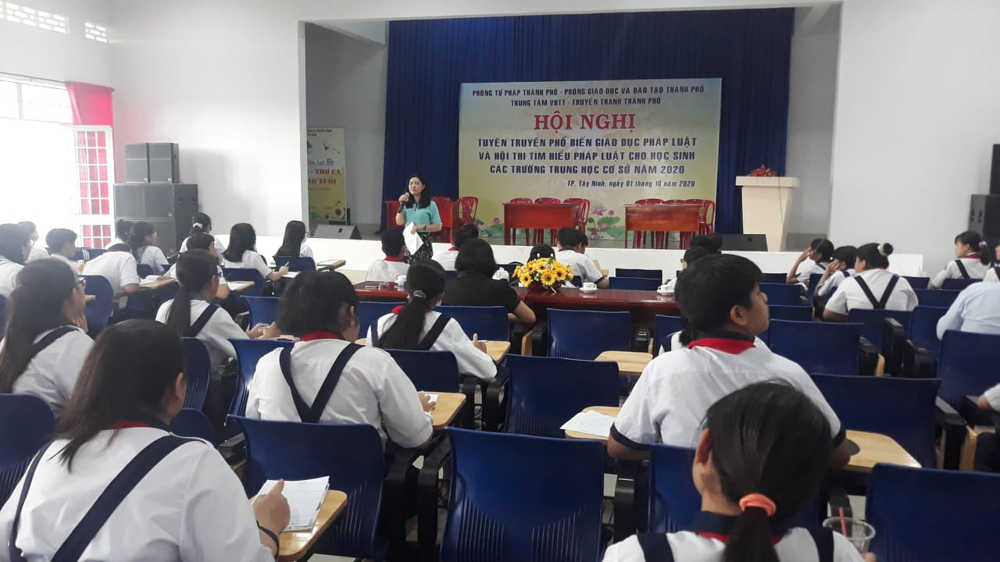 PHÒNG TƯ PHÁP THÀNH PHỐ - PHÒNG GIÁO DỤC VÀ ĐÀO TẠO THÀNH PHỐ
TRUNG TÂM VHTT - TRUYỀN THANH THÀNH PHỐ
HỘI NGHỊ
TUYÊN TRUYỀN PHỔ BIẾN GIÁO DỤC PHÁP LUẬT
VÀ HỘI THI TÌM HIỂU PHÁP LUẬT CHO HỌC SINH
CÁC TRƯỜNG TRUNG HỌC CƠ SỞ NĂM 2020
TP. Tây Ninh, ngày 01 tháng 10 năm 2020
Bộ
- THƠ CA
TUỔI